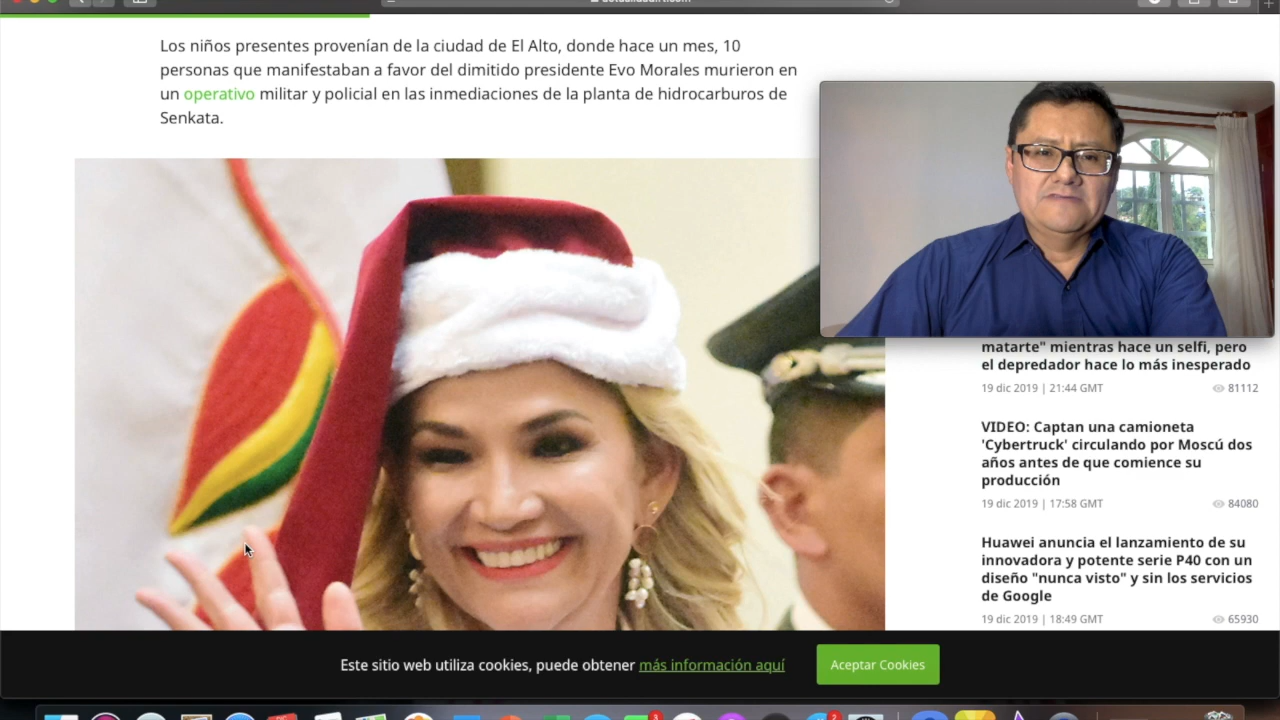 Los niños presentes provenían de la ciudad de El Alto, donde hace un mes, 10
personas que manifestaban a favor del dimitido presidente Evo Morales murieron en
un operativo militar y policial en las inmediaciones de la planta de hidrocarburos de
Senkata.
matarte" mientras hace un selfi, pero
el depredador hace lo más inesperado
19 dic 2019 | 21:44 GMT
81112
VIDEO: Captan una camioneta
'Cybertruck' circulando por Moscú dos
años antes de que comience su
producción
19 dic 2019 | 17:58 GMT
84080
Huawei anuncia el lanzamiento de su
innovadora y potente serie P40 con un
diseño "nunca visto" y sin los servicios
de Google
19 dic 2019 | 18:49 GMT
65930
Este sitio web utiliza cookies, puede obtener más información aquí
Aceptar Cookies
3
2